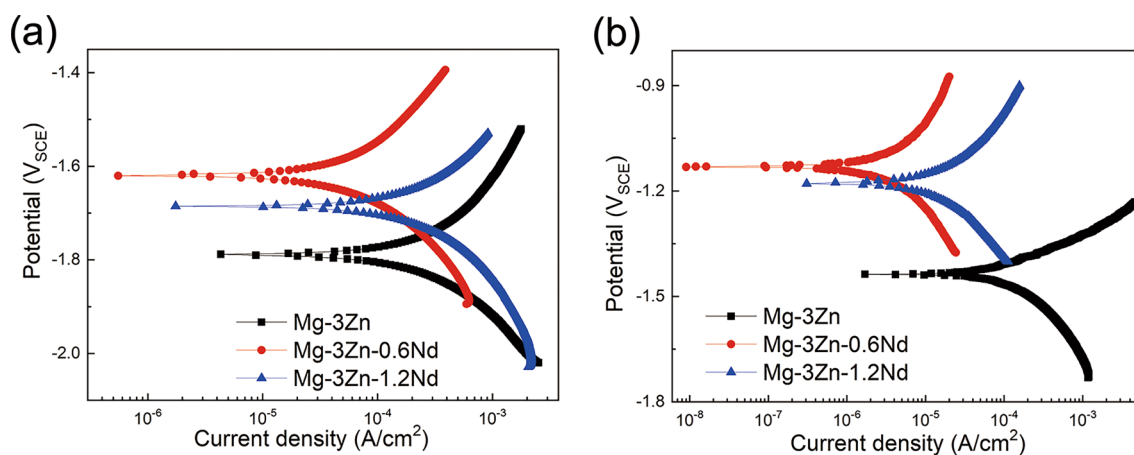 (a)
-1.4
-1.6
-1.8
-2.0
Potential (V_SCE)
Mg-3Zn
Mg-3Zn-0.6Nd
Mg-3Zn-1.2Nd
10⁻⁶
10⁻⁵
10⁻⁴
10⁻³
Current density (A/cm²)
(b)
-0.9
-1.2
-1.5
-1.8
Potential (V_SCE)
Mg-3Zn
Mg-3Zn-0.6Nd
Mg-3Zn-1.2Nd
10⁻⁸
10⁻⁷
10⁻⁶
10⁻⁵
10⁻⁴
10⁻³
Current density (A/cm²)